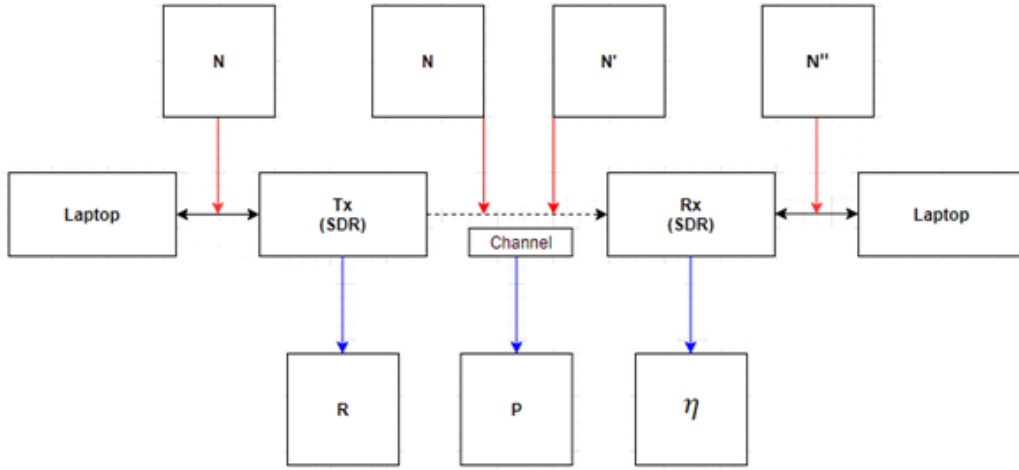 N
N
N'
N''
Laptop
Tx
(SDR)
Rx
(SDR)
Laptop
Channel
R
P
η